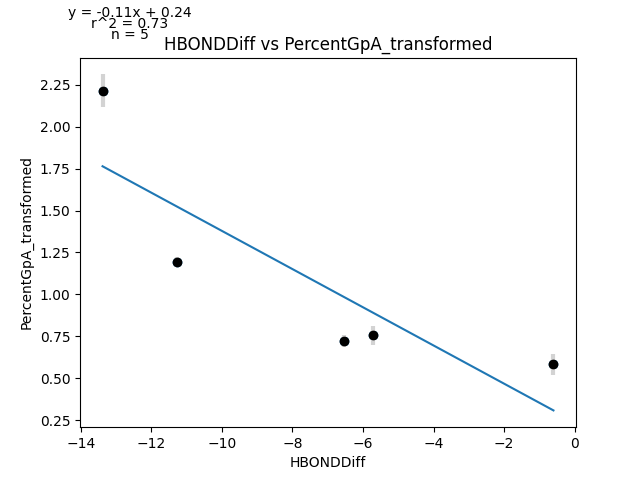 y = -0.11x + 0.24
r^2 = 0.73
n = 5
HBONDDiff vs PercentGpA_transformed
PercentGpA_transformed
2.25
2.00
1.75
1.50
1.25
1.00
0.75
0.50
0.25
−14 −12 −10 −8 −6 −4 −2 0
HBONDDiff